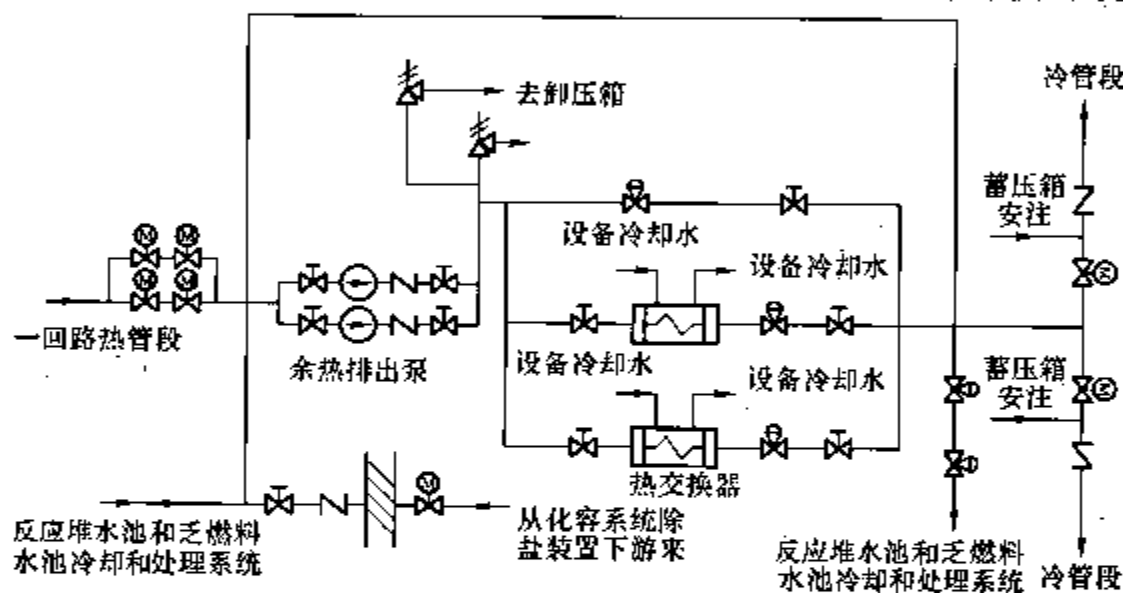 去卸压箱
冷管段
蓄压箱
安注
设备冷却水
设备冷却水
一回路热管段
余热排出泵
设备冷却水
设备冷却水
蓄压箱
安注
热交换器
反应堆水池和乏燃料
水池冷却和处理系统
从化容系统除
盐装置下游来
反应堆水池和乏燃料
水池冷却和处理系统
冷管段